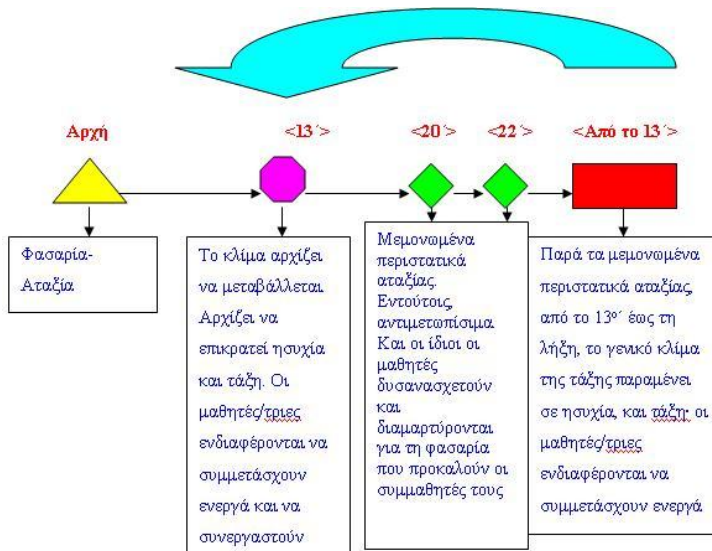 Αρχή
<13΄>
<20΄>
<22΄>
<Από το 13΄>
Φασαρία-
Αταξία
Το κλίμα αρχίζει
να μεταβάλλεται.
Αρχίζει να
επικρατεί ησυχία
και τάξη. Οι
μαθητές/τριες
ενδιαφέρονται να
συμμετάσχουν
ενεργά και να
συνεργαστούν
Μεμονωμένα
περιστατικά
αταξίας.
Εντούτοις,
αντιμετωπίσιμα.
Και οι ίδιοι οι
μαθητές
δυσανασχετούν
και
διαμαρτύρονται
για τη φασαρία
που προκαλούν οι
συμμαθητές τους
Παρά τα μεμονωμένα
περιστατικά αταξίας,
από το 13ο΄ έως τη
λήξη, το γενικό κλίμα
της τάξης παραμένει
σε ησυχία, και τάξη· οι
μαθητές/τριες
ενδιαφέρονται να
συμμετάσχουν ενεργά